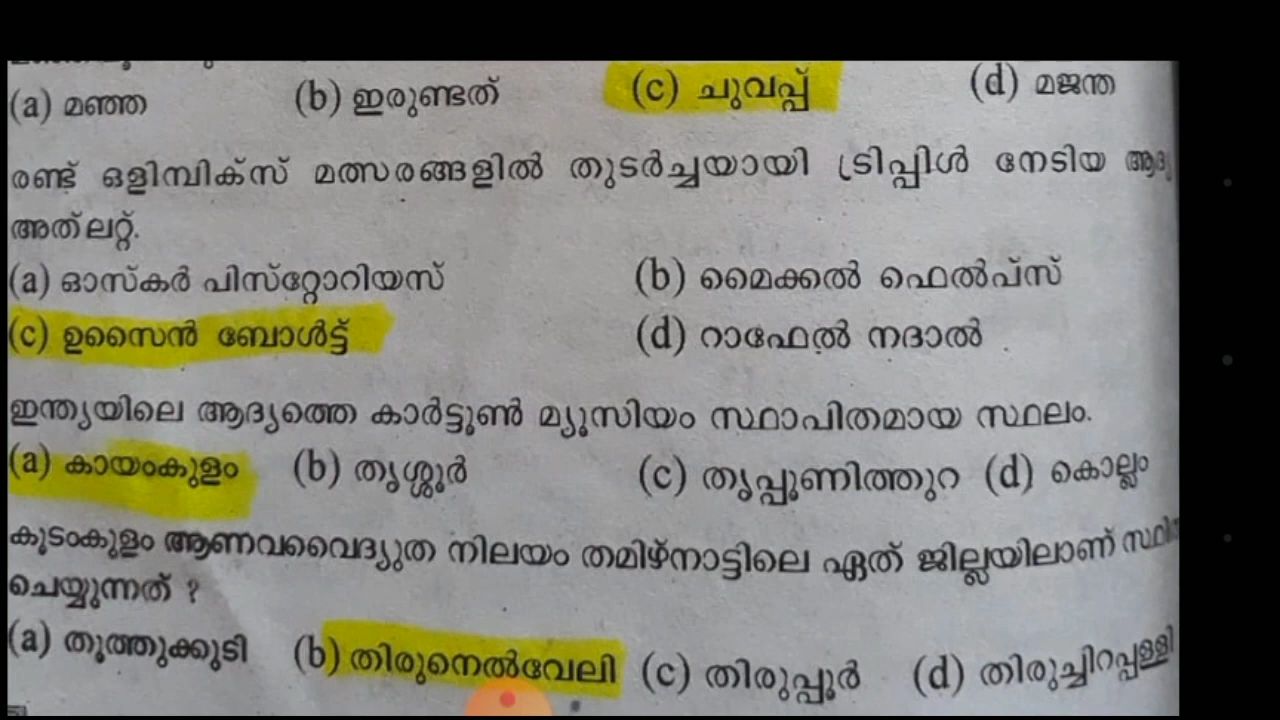 (a) മഞ്ഞ (b) ഇരുണ്ടത് (c) ചുവപ്പ് (d) മജന്ത
രണ്ട് ഒളിമ്പിക്സ് മത്സരങ്ങളിൽ തുടർച്ചയായി ട്രിപ്പിൾ നേടിയ
അത്‌ലറ്റ്.
(a) ഓസ്കർ പിസ്റ്റോറിയസ് (b) മൈക്കൽ ഫെൽപ്സ്
(c) ഉസൈൻ ബോൾട്ട് (d) റാഫേൽ നദാൽ
ഇന്ത്യയിലെ ആദ്യത്തെ കാർട്ടൂൺ മ്യൂസിയം സ്ഥാപിതമായ സ്ഥലം.
(a) കായംകുളം (b) തൃശ്ശൂർ (c) തൃപ്പൂണിത്തുറ (d) കൊല്ലം
കൂടംകുളം ആണവവൈദ്യുത നിലയം തമിഴ്നാട്ടിലെ ഏത് ജില്ലയിലാണ്
ചെയ്യുന്നത് ?
(a) തൂത്തുക്കുടി (b) തിരുനെൽവേലി (c) തിരുപ്പൂർ (d) തിരുച്ചിറപ്പള്ളി